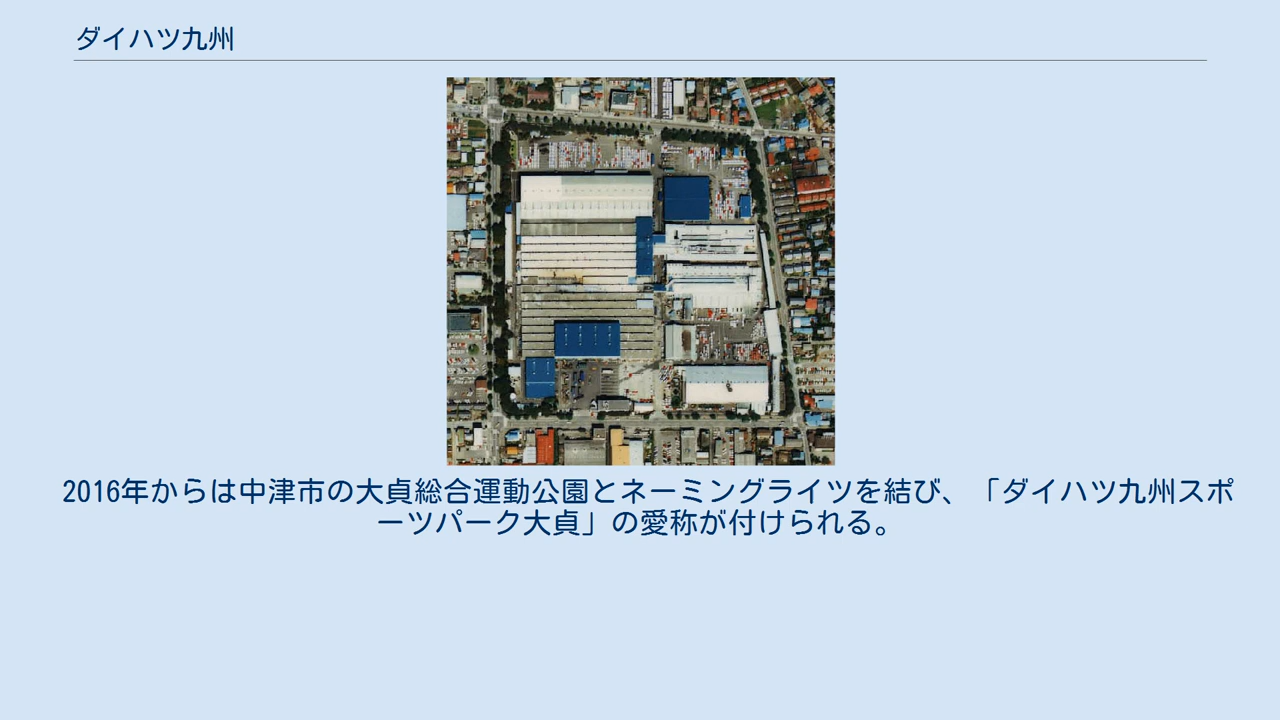 ダイハツ九州
2016年からは中津市の大貞総合運動公園とネーミングライツを結び、「ダイハツ九州スポ
ーツパーク大貞」の愛称が付けられる。